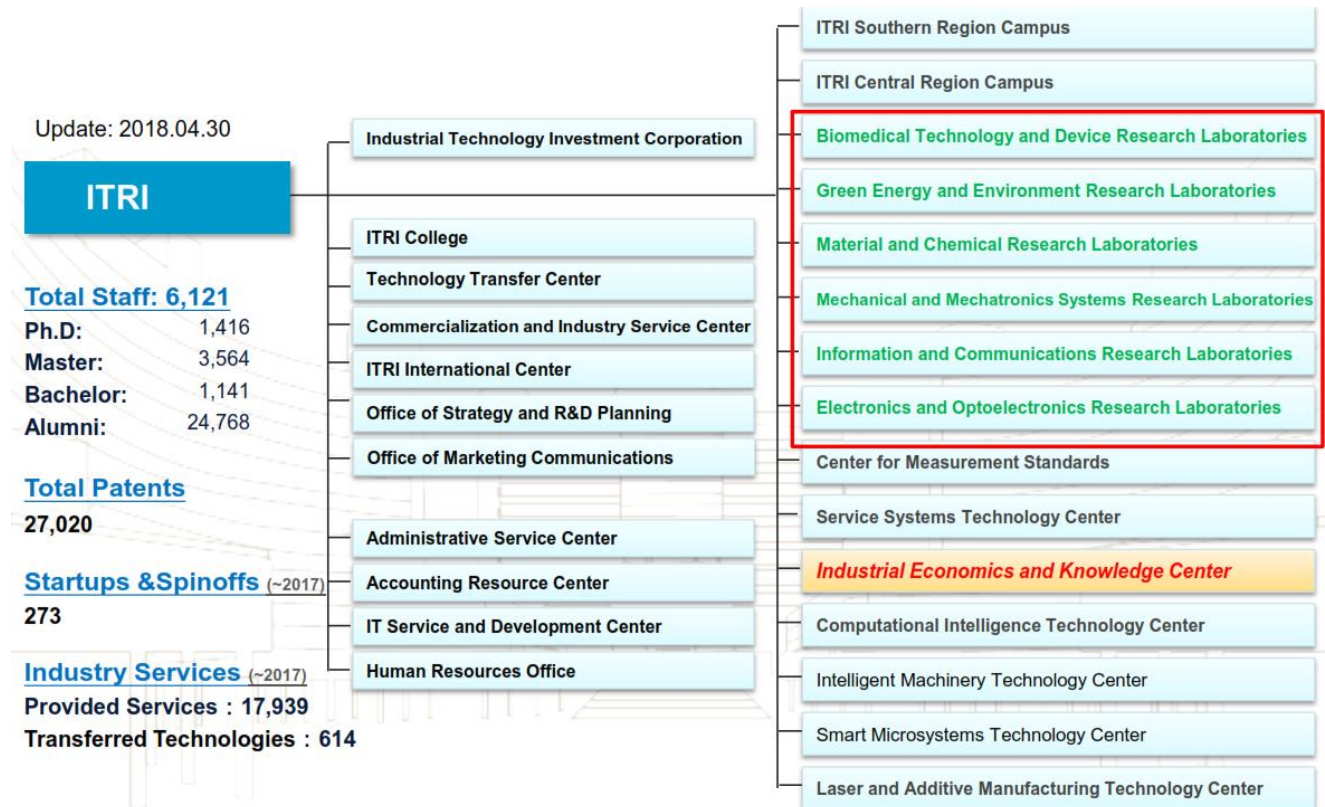 Update: 2018.04.30
ITRI
Total Staff: 6,121
Ph.D: 1,416
Master: 3,564
Bachelor: 1,141
Alumni: 24,768
Total Patents
27,020
Startups &Spinoffs (~2017)
273
Industry Services (~2017)
Provided Services : 17,939
Transferred Technologies : 614
Industrial Technology Investment Corporation
ITRI College
Technology Transfer Center
Commercialization and Industry Service Center
ITRI International Center
Office of Strategy and R&D Planning
Office of Marketing Communications
Administrative Service Center
Accounting Resource Center
IT Service and Development Center
Human Resources Office
ITRI Southern Region Campus
ITRI Central Region Campus
Biomedical Technology and Device Research Laboratories
Green Energy and Environment Research Laboratories
Material and Chemical Research Laboratories
Mechanical and Mechatronics Systems Research Laboratories
Information and Communications Research Laboratories
Electronics and Optoelectronics Research Laboratories
Center for Measurement Standards
Service Systems Technology Center
Industrial Economics and Knowledge Center
Computational Intelligence Technology Center
Intelligent Machinery Technology Center
Smart Microsystems Technology Center
Laser and Additive Manufacturing Technology Center